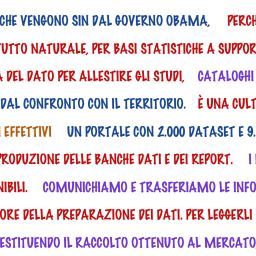 CHE VENGONO SIN DAL GOVERNO OBAMA, PERCH
TUTTO NATURALE, PER BASI STATISTICHE A SUPPOR
A DEL DATO PER ALLESTIRE GLI STUDI, CATALOGHI
DAL CONFRONTO CON IL TERRITORIO. È UNA CULT
EFFETTIVI UN PORTALE CON 2.000 DATASET E 9.
PRODUZIONE DELLE BANCHE DATI E DEI REPORT. I
NIBILI. COMUNICHIAMO E TRASFERIAMO LE INFO
ORE DELLA PREPARAZIONE DEI DATI. PER LEGGERLI
ESTITUENDO IL RACCOLTO OTTENUTO AL MERCATO